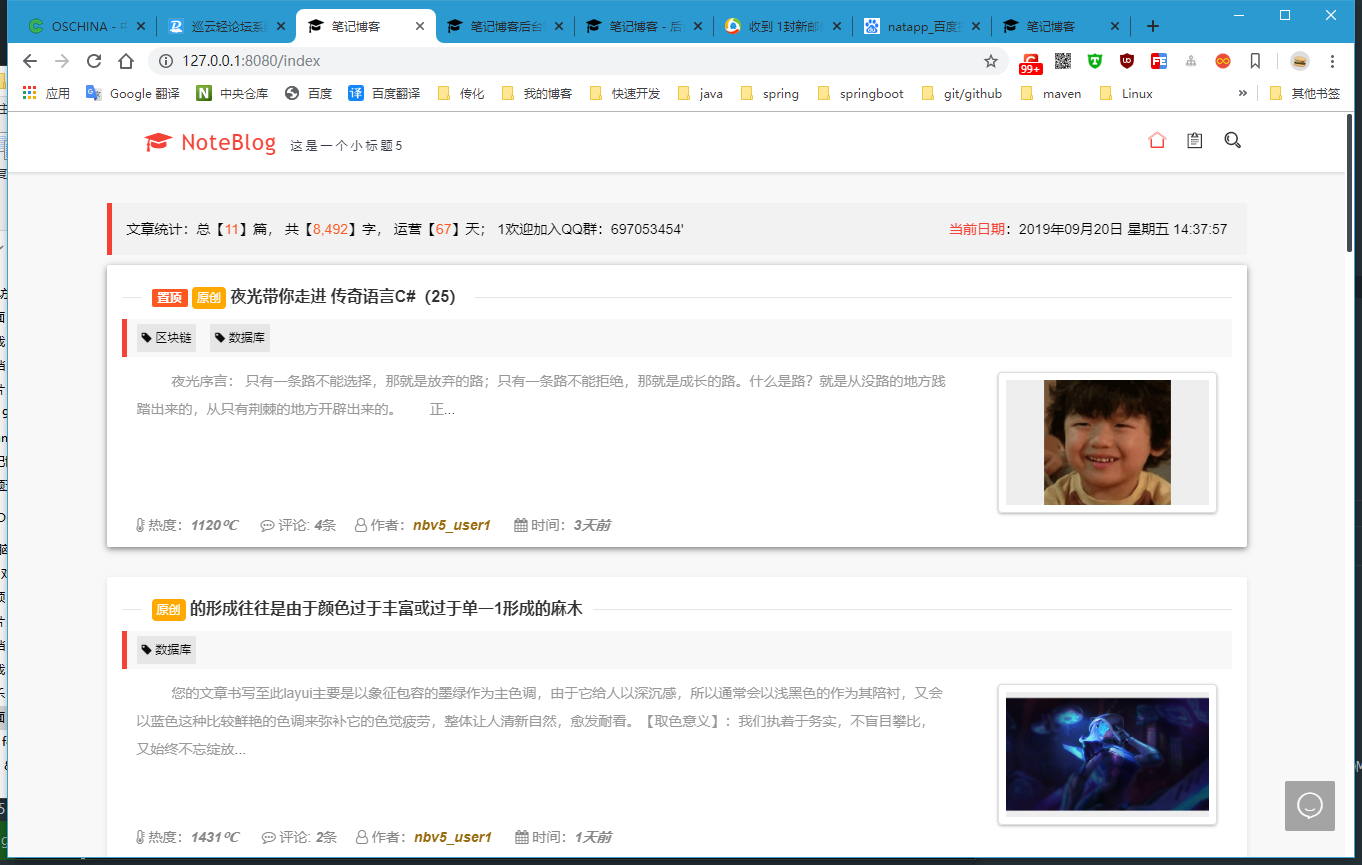 OSCHINA - 中
巡云轻论坛系统
笔记博客
笔记博客后台
笔记博客 - 后
收到 1封新邮
natapp_百度
笔记博客
127.0.0.1:8080/index
99+
应用
Google 翻译
中央仓库
百度
译 百度翻译
传化
我的博客
快速开发
java
spring
springboot
git/github
maven
Linux
»
其他书签
NoteBlog 这是一个小标题5
文章统计：总【11】篇， 共【8,492】字， 运营【67】天； 1欢迎加入QQ群：697053454'
当前日期：2019年09月20日 星期五 14:37:57
置顶 原创 夜光带你走进 传奇语言C#（25）
区块链 数据库
夜光序言： 只有一条路不能选择，那就是放弃的路；只有一条路不能拒绝，那就是成长的路。什么是路？就是从没路的地方践
踏出来的，从只有荆棘的地方开辟出来的。 正...
热度：1120℃ 评论: 4条 作者：nbv5_user1 时间：3天前
原创 的形成往往是由于颜色过于丰富或过于单一1形成的麻木
数据库
您的文章书写至此layui主要是以象征包容的墨绿作为主色调，由于它给人以深沉感，所以通常会以浅黑色的作为其陪衬，又会
以蓝色这种比较鲜艳的色调来弥补它的色觉疲劳，整体让人清新自然，愈发耐看。【取色意义】：我们执着于务实，不盲目攀比，
又始终不忘绽放...
热度：1431℃ 评论: 2条 作者：nbv5_user1 时间：1天前